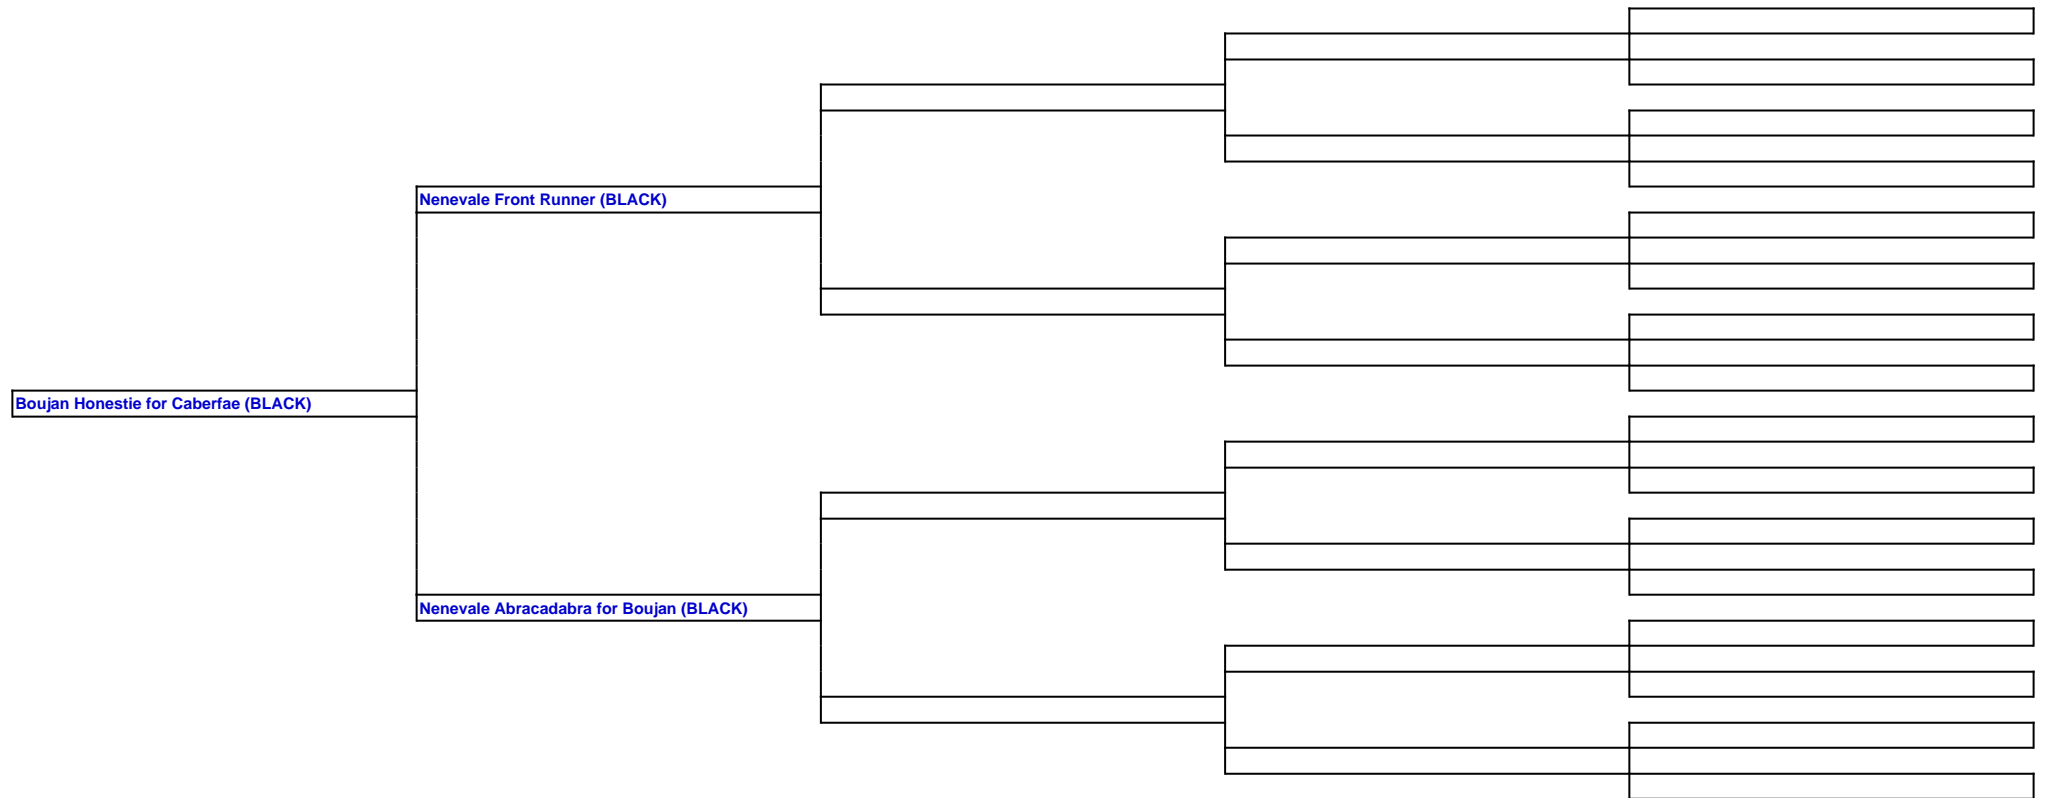 Nenevale Front Runner (BLACK)
Boujan Honestie for Caberfae (BLACK)
Nenevale Abracadabra for Boujan (BLACK)